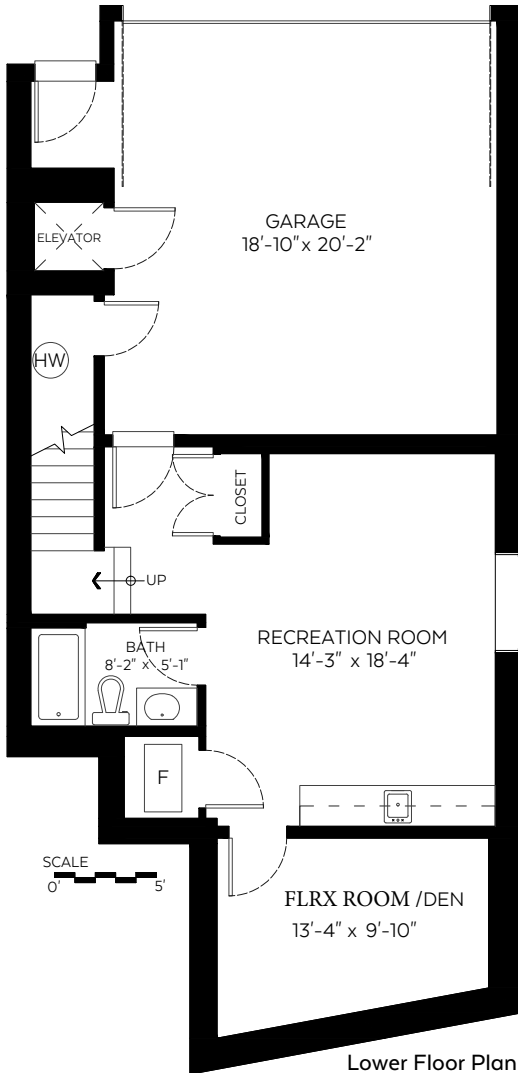 GARAGE
18'-10" x 20'-2"
ELEVATOR
HW
CLOSET
UP
RECREATION ROOM
14'-3" x 18'-4"
BATH
8'-2" x 5'-1"
F
SCALE
0' 5'
FLRX ROOM /DEN
13'-4" x 9'-10"
Lower Floor Plan